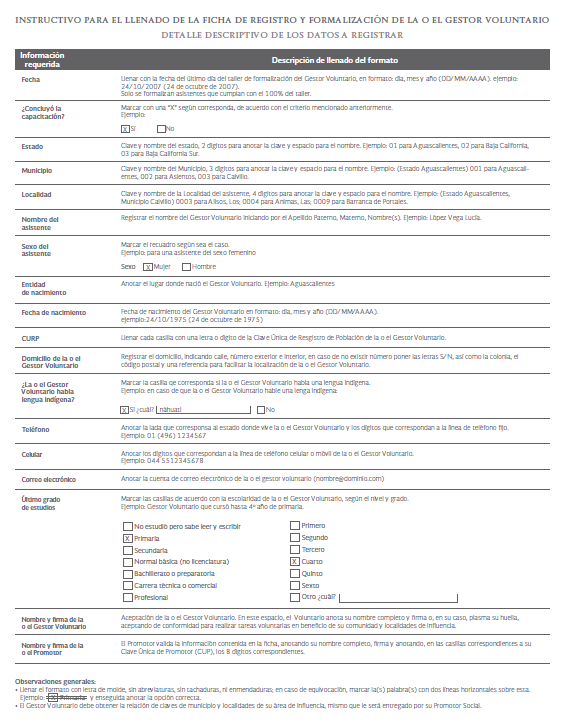 INSTRUCTIVO PARA EL LLENADO DE LA FICHA DE REGISTRO Y FORMALIZACIÓN DE LA O EL GESTOR VOLUNTARIO
DETALLE DESCRIPTIVO DE LOS DATOS A REGISTRAR
Información requerida
Descripción de llenado del formato
Fecha
Llenar con la fecha del último día del taller de formalización del Gestor Voluntario, en formato: día, mes y año (DD/MM/AAAA). ejemplo:
24/10/2007 (24 de octubre de 2007).
Solo se formalizan asistentes que cumplan con el 100% del taller.
¿Concluyó la
capacitación?
Marcar con una "X" según corresponda, de acuerdo con el criterio mencionado anteriormente.
Ejemplo:
X Sí No
Estado
Clave y nombre del estado, 2 dígitos para anotar la clave y espacio para el nombre. Ejemplo: 01 para Aguascalientes, 02 para Baja California,
03 para Baja California Sur.
Municipio
Clave y nombre del Municipio, 3 dígitos para anotar la clave y espacio para el nombre. Ejemplo: (Estado Aguascalientes) 001 para Aguascali-
entes, 002 para Asientos, 003 para Calvillo.
Localidad
Clave y nombre de la Localidad del asistente, 4 dígitos para anotar la clave y espacio para el nombre. Ejemplo: (Estado Aguascalientes,
Municipio Calvillo) 0003 para Alisos, Los; 0004 para Animas, Las; 0009 para Barranca de Portales.
Nombre del
asistente
Registrar el nombre del Gestor Voluntario iniciando por el Apellido Paterno, Materno, Nombre(s). Ejemplo: López Vega Lucía.
Sexo del
asistente
Marcar el recuadro según sea el caso.
Ejemplo: para una asistente del sexo femenino
Sexo X Mujer Hombre
Entidad
de nacimiento
Anotar el lugar donde nació el Gestor Voluntario. Ejemplo: Aguascalientes
Fecha de nacimiento
Fecha de nacimiento del Gestor Voluntario en formato: día, mes y año (DD/MM/AAAA).
ejemplo:24/10/1975 (24 de octubre de 1975)
CURP
Llenar cada casilla con una letra o dígito de la Clave Única de Resgistro de Población de la o el Gestor Voluntario.
Domicilio de la o el
Gestor Voluntario
Registrar el domicilio, indicando calle, número exterior e interior, en caso de no existir número poner las letras S/N, así como la colonia, el
código postal y una referencia para facilitar la localización de la o el Gestor Voluntario.
¿La o el Gestor
Voluntario habla
lengua indígena?
Marcar la casilla qe corresponda si la o el Gestor Voluntario habla una lengua indígena.
Ejemplo: en caso de que la o el Gestor Voluntario hable una lenga indígena:
X Sí ¿cuál? náhuatl No
Teléfono
Anotar la lada que corresponsa al estado donde vive la o el Gestor Voluntario y los dígitos que correspondan a la línea de teléfono fijo.
Ejemplo: 01 (496) 1234567
Celular
Anotar los dígitos que correspondan a la línea de teléfono celular o móvil de la o el Gestor Voluntario.
Ejemplo: 044 5512345678
Correo electrónico
Anotar la cuenta de correo electrónico de la o el gestor voluntario (nombre@dominio.com)
Último grado
de estudios
Marcar las casillas de acuerdo con la escolaridad de la o el Gestor Voluntario, según el nivel y grado.
Ejemplo: Gestor Voluntario que cursó hasta 4º año de primaria.
No estudió pero sabe leer y escribir Primero
X Primaria Segundo
Secundaria Tercero
Normal básica (no licenciatura) X Cuarto
Bachillerato o preparatoria Quinto
Carrera técnica o comercial Sexto
Profesional Otro ¿cuál?
Nombre y firma de la
o el Gestor Voluntario
Aceptación de la o el Gestor Voluntario. En este espacio, el Voluntario anota su nombre completo y firma o, en su caso, plasma su huella,
aceptando de conformidad para realizar tareas voluntarias en beneficio de su comunidad y localidades de influencia.
Nombre y firma de la
o el Promotor
El Promotor valida la información contenida en la ficha, anotando su nombre completo, firma y anotando, en las casillas correspondientes a su
Clave Única de Promotor (CUP), los 8 dígitos correspondientes.
Observaciones generales:
• Llenar el formato con letra de molde, sin abreviaturas, sin tachaduras, ni enmendaduras; en caso de equivocación, marcar la(s) palabra(s) con dos líneas horizontales sobre esta.
Ejemplo: X Primaria y enseguida anotar la opción correcta.
• El Gestor Voluntario debe obtener la relación de claves de municipio y localidades de su área de influencia, mismo que le será entregado por su Promotor Social.